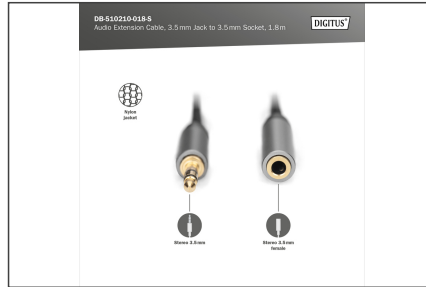 DB-510210-018-S
Audio Extension Cable, 3.5 mm Jack to 3.5 mm Socket, 1.8 m
DIGITUS®
Nylon
jacket
Stereo 3.5 mm
Stereo 3.5 mm
female